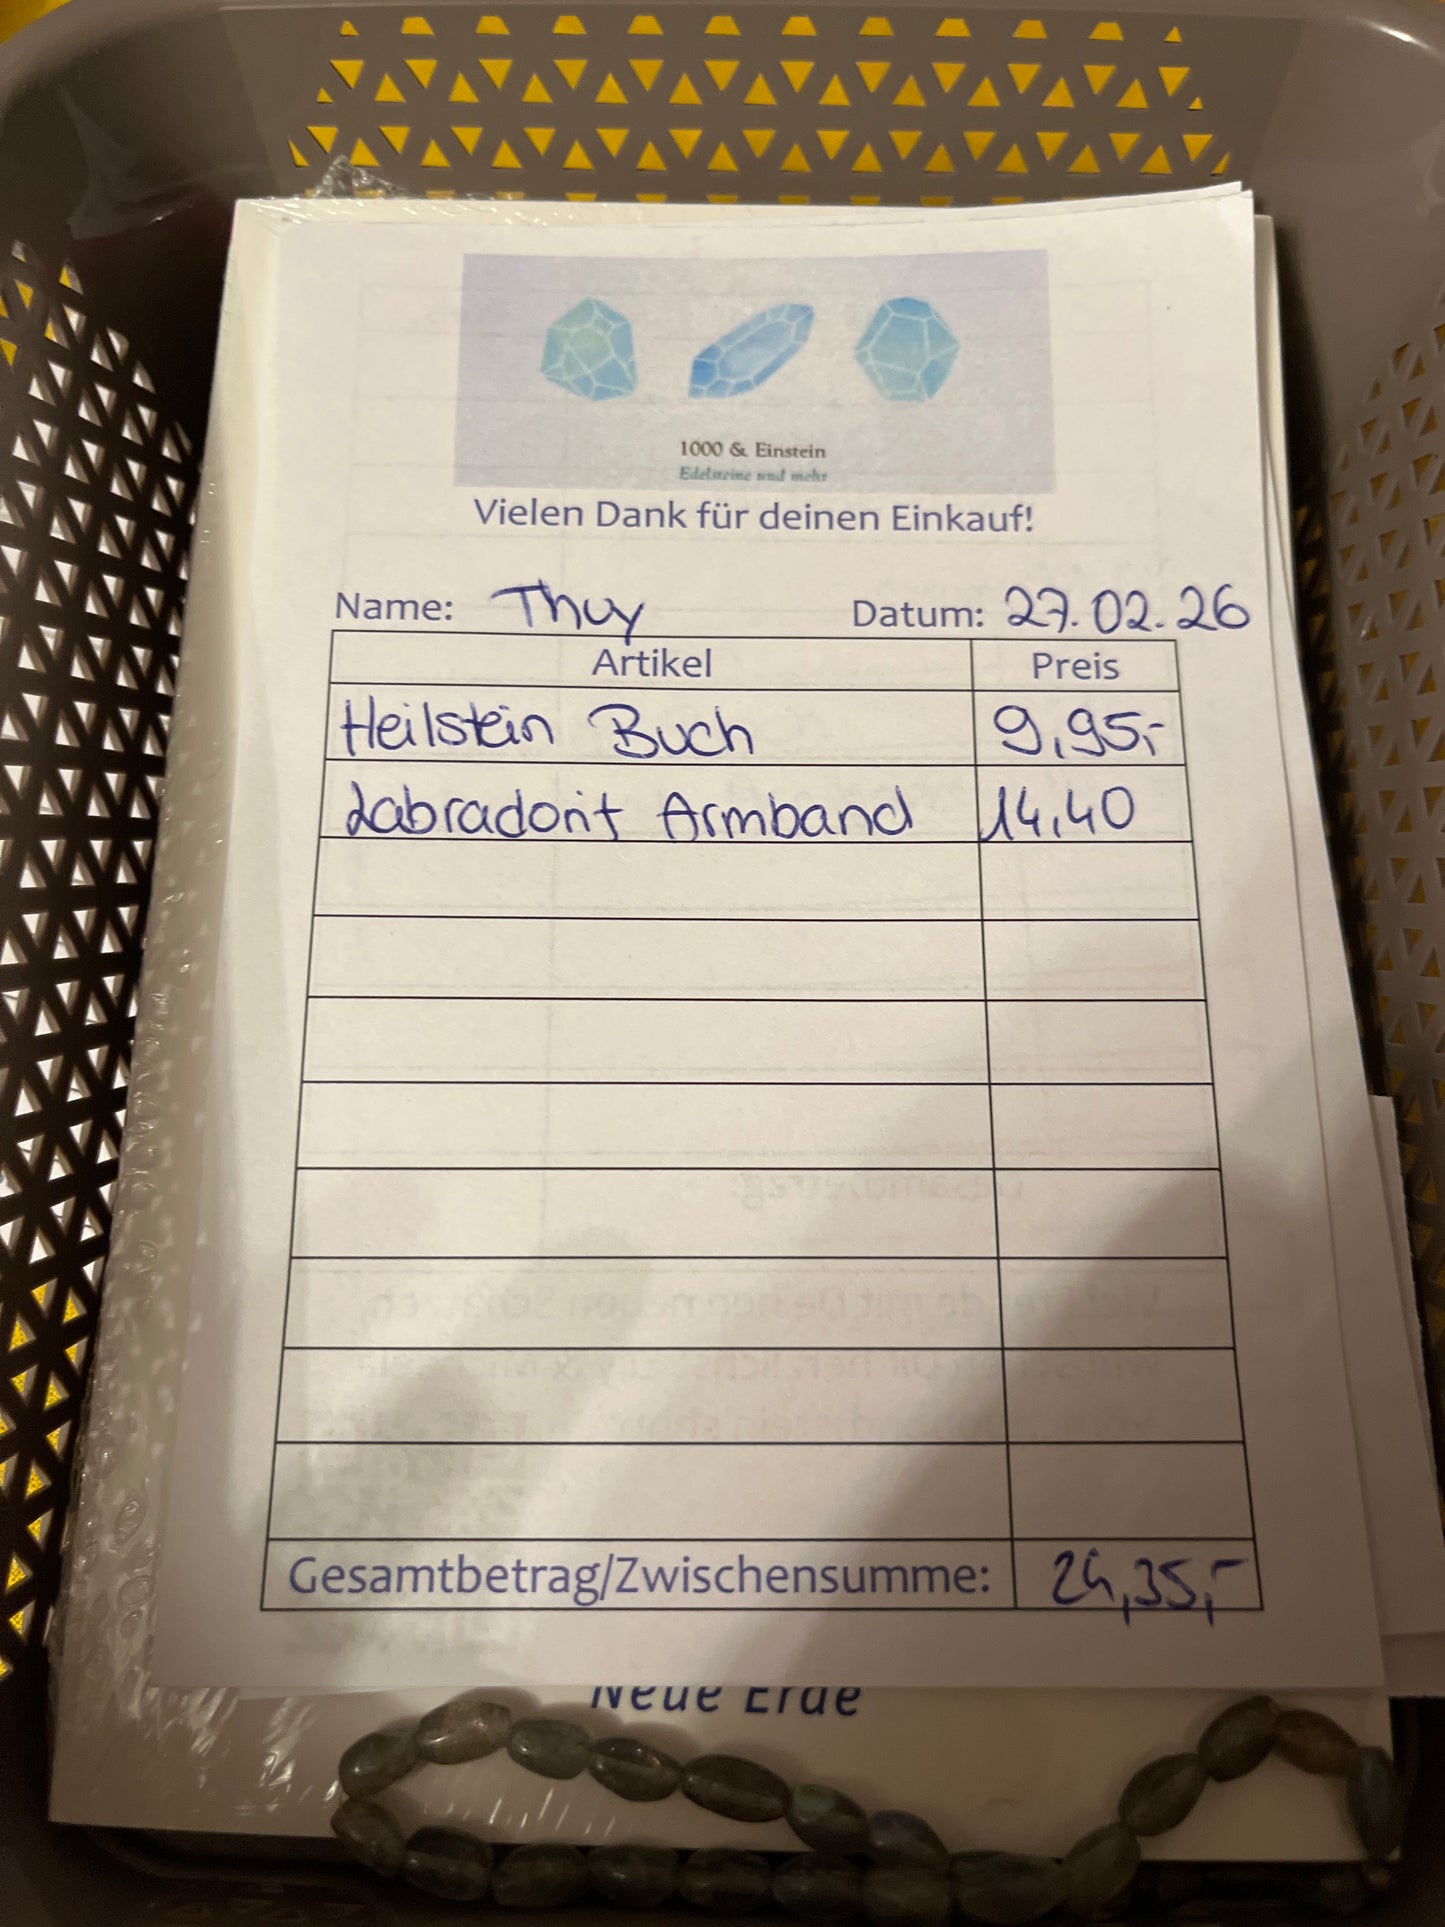 1000 & Einstein
Edelsteine und mehr
Vielen Dank für deinen Einkauf!
Name: Thuy Datum: 27.02.26
Artikel Preis
Heilstein Buch 9,95,-
Labradorit Armband 14,40
Gesamtbetrag/Zwischensumme: 24,35,-
Neue Erde